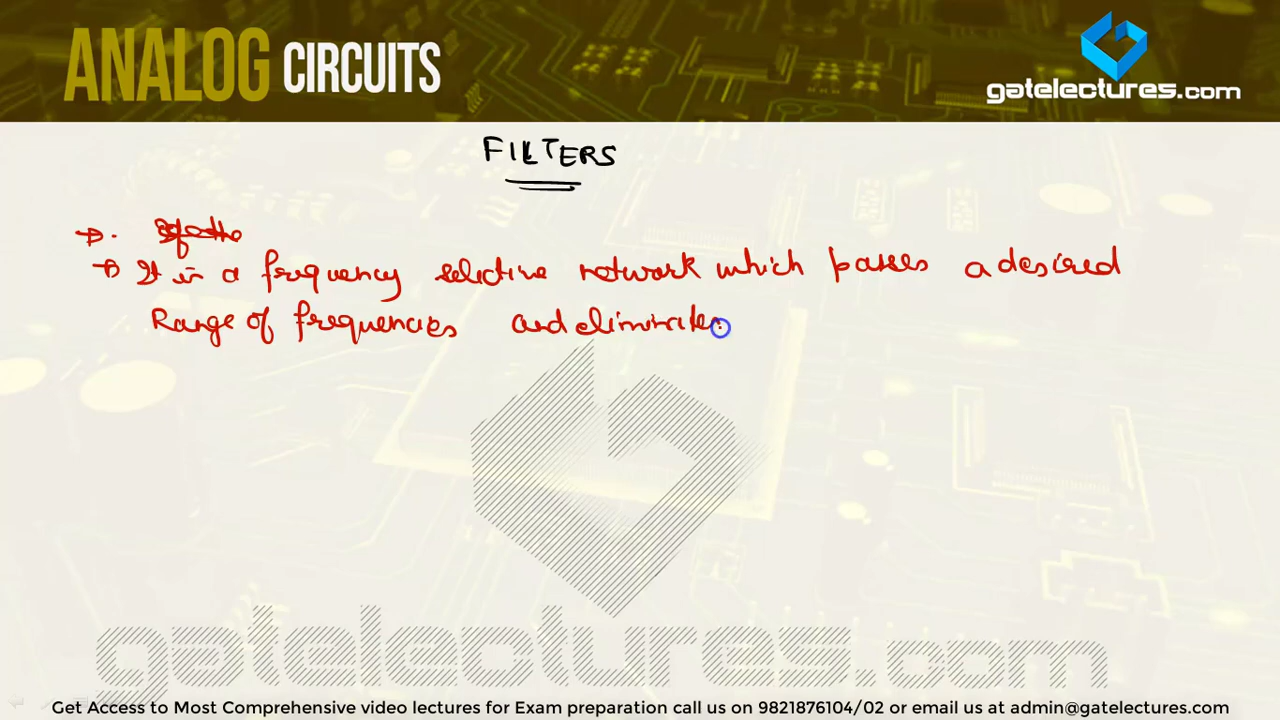 ANALOG CIRCUITS
gatelectures.com
FILTERS
It is a frequency selective network which passes a desired
Range of frequencies and eliminates
gatelectures.com
Get Access to Most Comprehensive video lectures for Exam preparation call us on 9821876104/02 or email us at admin@gatelectures.com